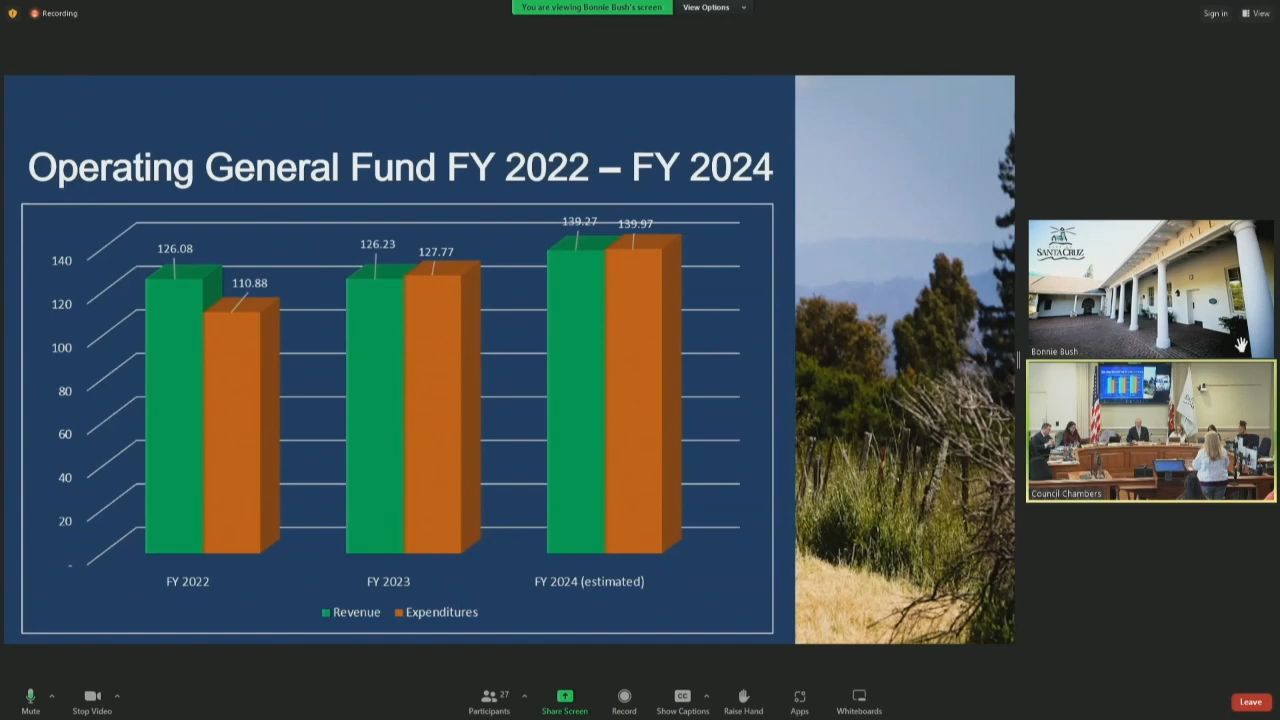 Recording
You are viewing Bonnie Bush's screen
View Options
Sign in
View
Operating General Fund FY 2022 – FY 2024
126.08
110.88
126.23
127.77
139.27
139.97
140
120
100
80
60
40
20
-
FY 2022
FY 2023
FY 2024 (estimated)
Revenue
Expenditures
SANTA CRUZ
HALL
Bonnie Bush
Council Chambers
Mute
Stop Video
Participants
27
Share Screen
Record
CC
Show Captions
Raise Hand
Apps
Whiteboards
Leave